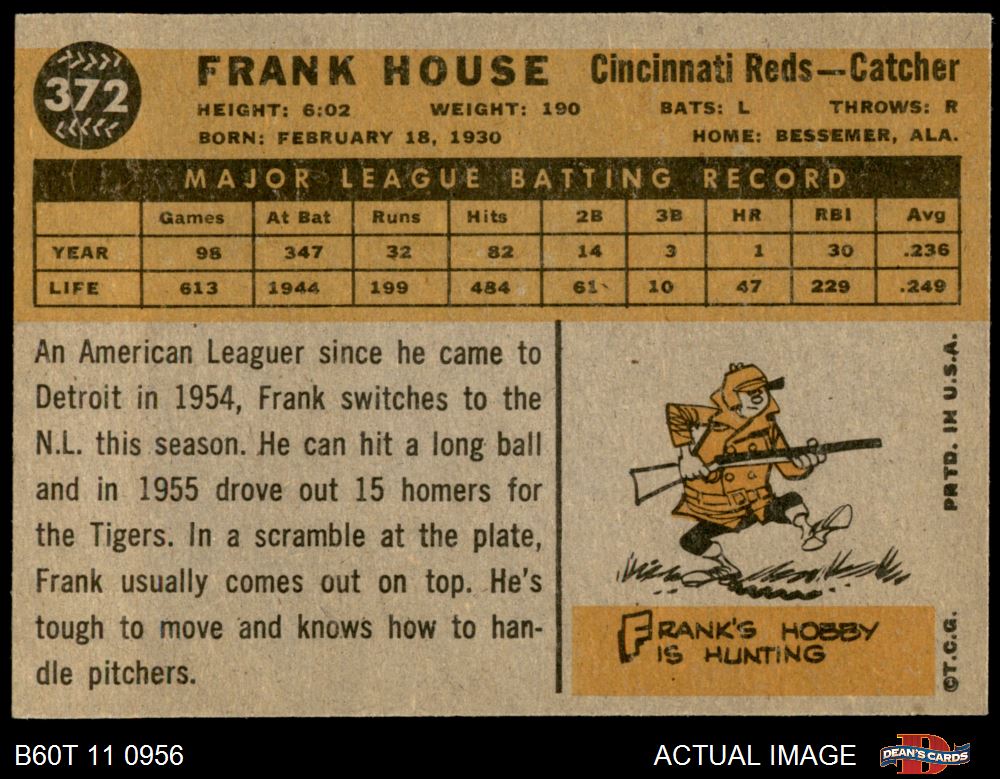 372
FRANK HOUSE Cincinnati Reds—Catcher
HEIGHT: 6:02 WEIGHT: 190 BATS: L THROWS: R
BORN: FEBRUARY 18, 1930 HOME: BESSEMER, ALA.
MAJOR LEAGUE BATTING RECORD
Games At Bat Runs Hits 2B 3B HR RBI Avg
YEAR 98 347 32 82 14 3 1 30 .236
LIFE 613 1944 199 484 61 10 47 229 .249
An American Leaguer since he came to
Detroit in 1954, Frank switches to the
N.L. this season. He can hit a long ball
and in 1955 drove out 15 homers for
the Tigers. In a scramble at the plate,
Frank usually comes out on top. He's
tough to move and knows how to han-
dle pitchers.
FRANK'S HOBBY
IS HUNTING
©T.C.G. PRTD. IN U.S.A.
B60T 11 0956 ACTUAL IMAGE DEAN'S CARDS